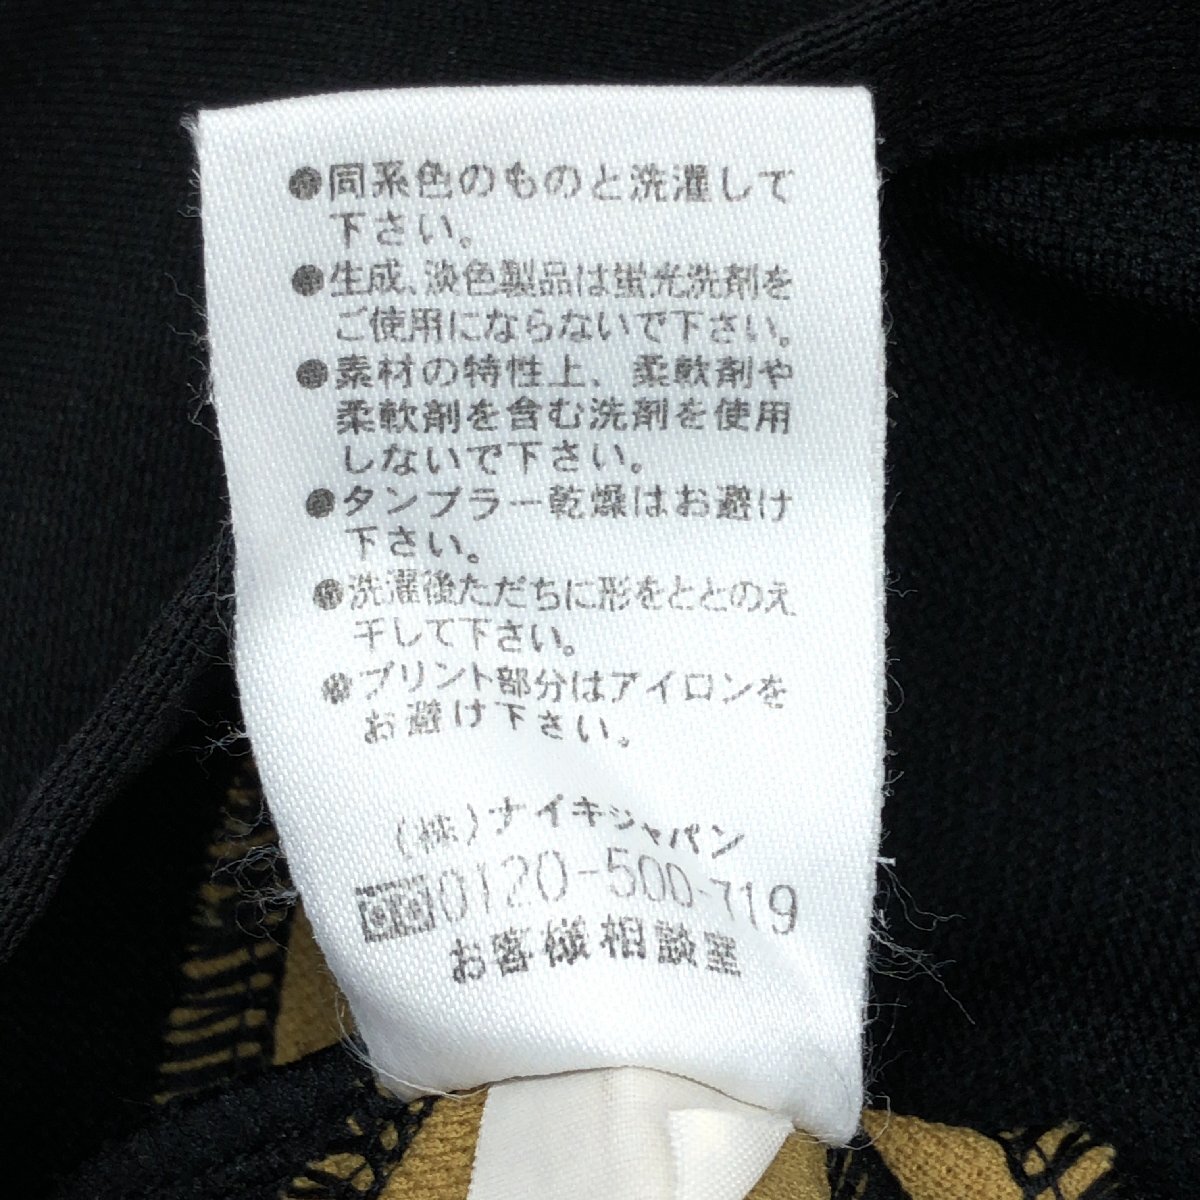 ●同系色のものと洗濯して
下さい。
●生成、淡色製品は蛍光洗剤を
ご使用にならないで下さい。
●素材の特性上、柔軟剤や
柔軟剤を含む洗剤を使用
しないで下さい。
●タンブラー乾燥はお避け
下さい。
●洗濯後ただちに形をととのえ
干して下さい。
●プリント部分はアイロンを
お避け下さい。
(株)ナイキジャパン
0120-500-719
お客様相談室